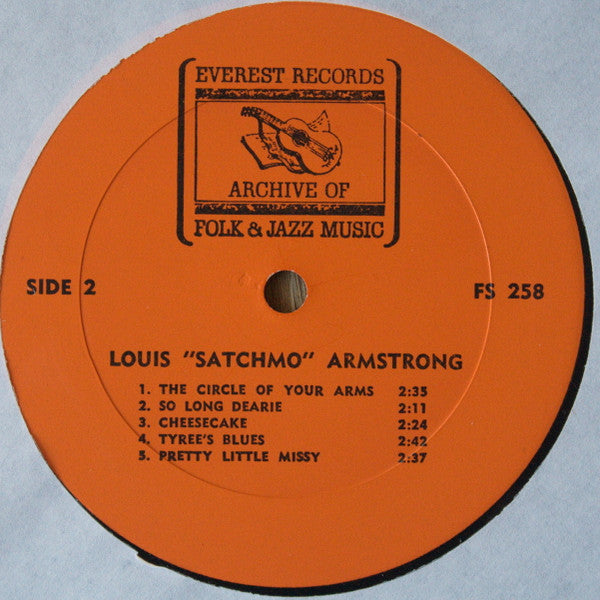 EVEREST RECORDS
ARCHIVE OF
FOLK & JAZZ MUSIC
SIDE 2
FS 258
LOUIS "SATCHMO" ARMSTRONG
1. THE CIRCLE OF YOUR ARMS 2:35
2. SO LONG DEARIE 2:11
3. CHEESECAKE 2:24
4. TYREE'S BLUES 2:42
5. PRETTY LITTLE MISSY 2:37